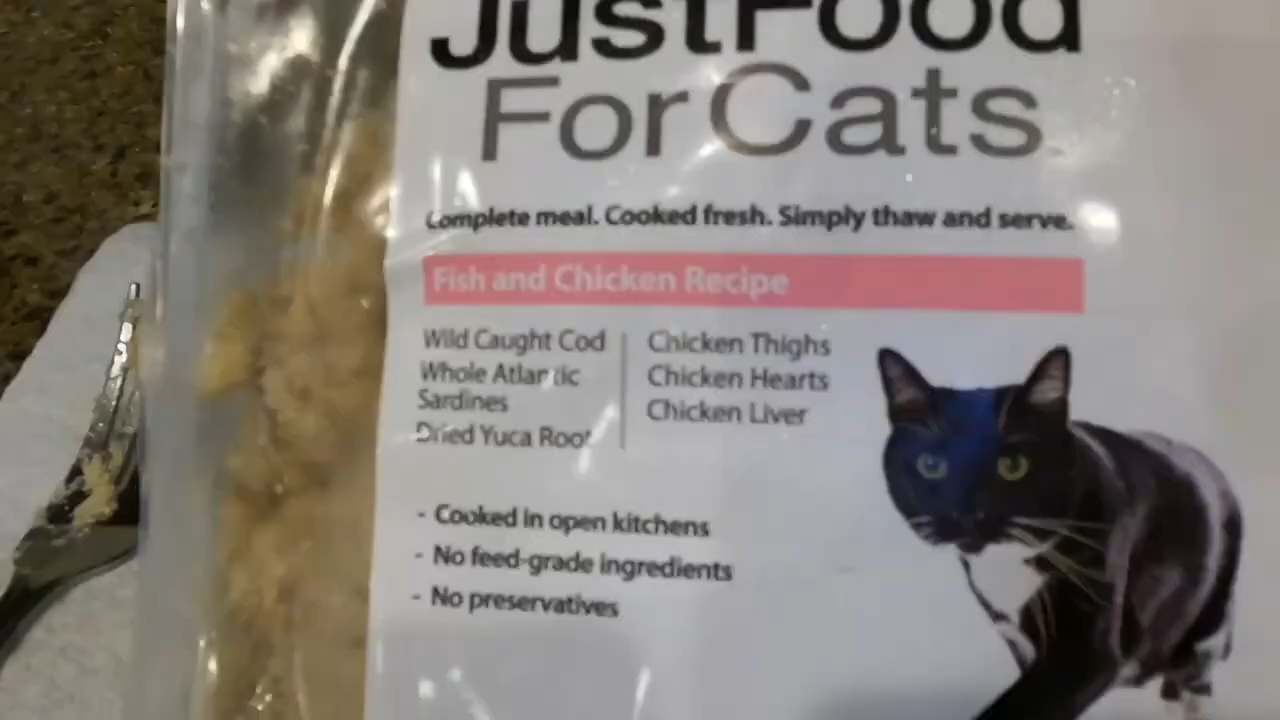 JustFood
For Cats
Complete meal. Cooked fresh. Simply thaw and serve.
Fish and Chicken Recipe
Wild Caught Cod
Whole Atlantic
Sardines
Dried Yuca Root
Chicken Thighs
Chicken Hearts
Chicken Liver
- Cooked in open kitchens
- No feed-grade ingredients
- No preservatives